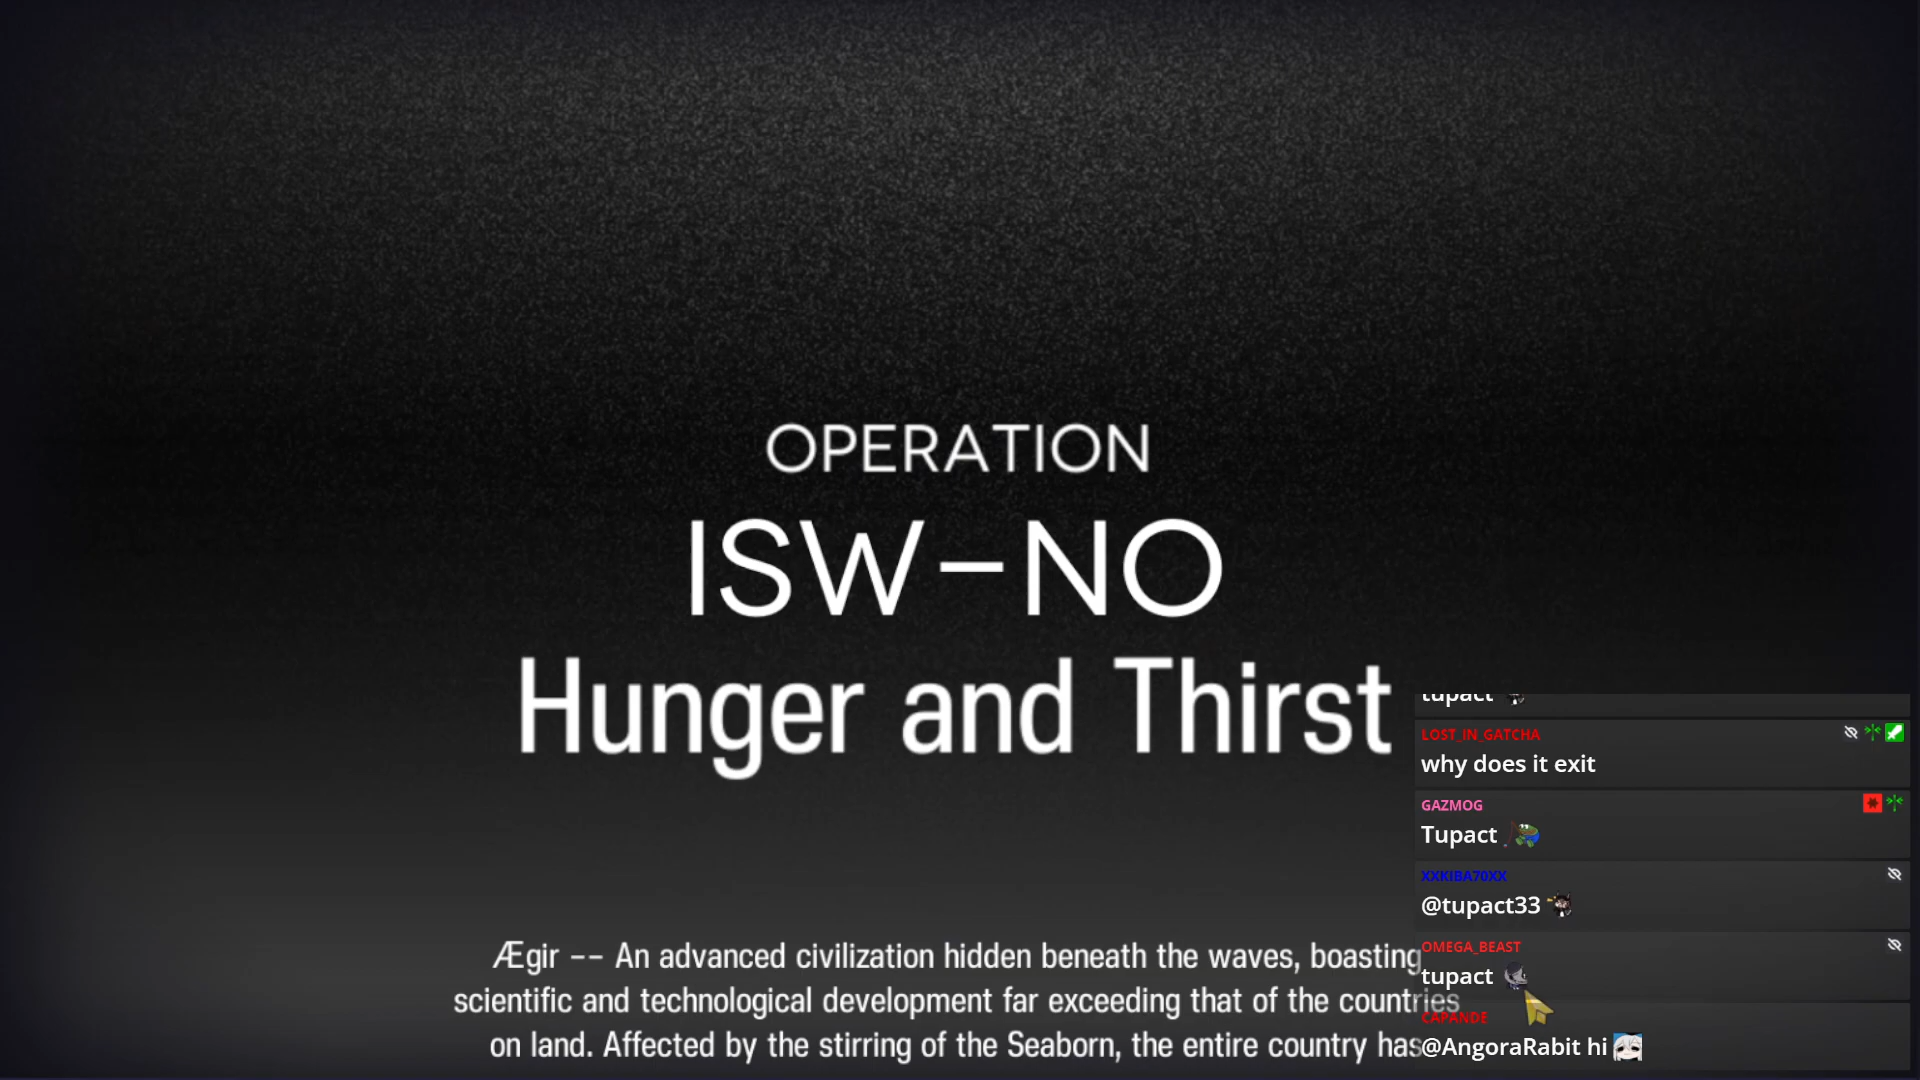 OPERATION
ISW-NO
Hunger and Thirst
Ægir -- An advanced civilization hidden beneath the waves, boasting
scientific and technological development far exceeding that of the countries
on land. Affected by the stirring of the Seaborn, the entire country has
tupact
LOST_IN_GATCHA
why does it exit
GAZMOG
Tupact
XXKIBA70XX
@tupact33
OMEGA_BEAST
tupact
CAPANDE
@AngoraRabit hi